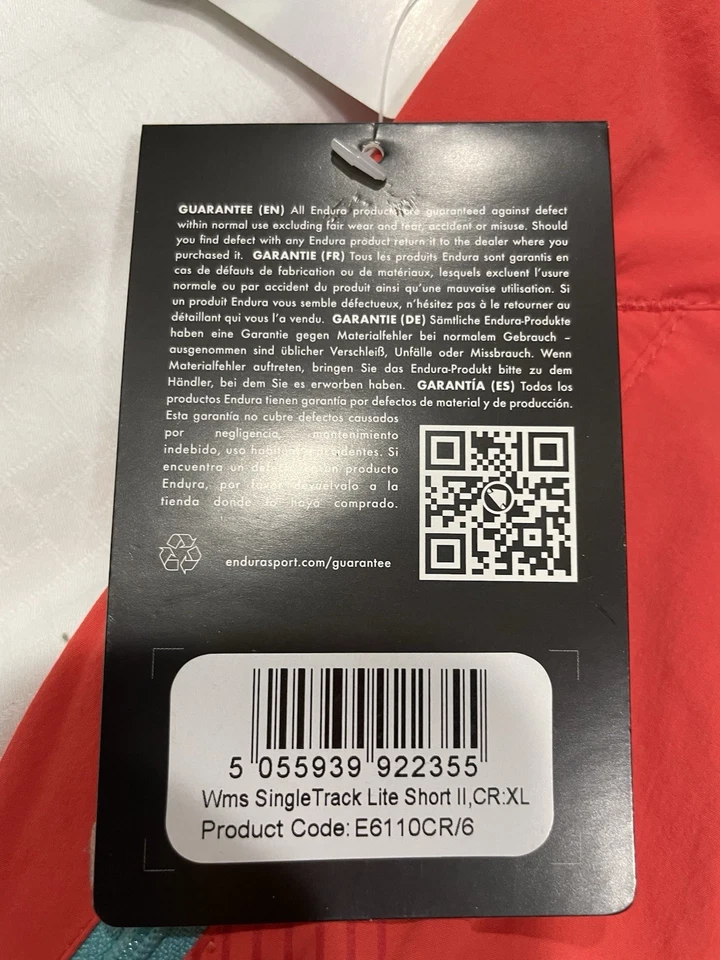 GUARANTEE (EN) All Endura products are guaranteed against defect
within normal use excluding fair wear and tear, accident or misuse. Should
you find defect with any Endura product return it to the dealer where you
purchased it. GARANTIE (FR) Tous les produits Endura sont garantis en
cas de défauts de fabrication ou de matériaux, lesquels excluent l'usure
normale ou par accident du produit ainsi qu'une mauvaise utilisation. Si
un produit Endura vous semble défectueux, n'hésitez pas à le retourner au
détaillant qui vous l'a vendu. GARANTIE (DE) Sämtliche Endura-Produkte
haben eine Garantie gegen Materialfehler bei normalem Gebrauch –
ausgenommen sind üblicher Verschleiß, Unfälle oder Missbrauch. Wenn
Materialfehler auftreten, bringen Sie das Endura-Produkt bitte zu dem
Händler, bei dem Sie es erworben haben. GARANTÍA (ES) Todos los
productos Endura tienen garantía por defectos de material y de producción.
Esta garantía no cubre defectos causados
por negligencia, mantenimiento
indebido, uso habitual accidentes. Si
encuentra un defecto en un producto
Endura, por favor devuélvalo a la
tienda donde lo haya comprado.
endurasport.com/guarantee
5 055939 922355
Wms SingleTrack Lite Short II,CR:XL
Product Code: E6110CR/6